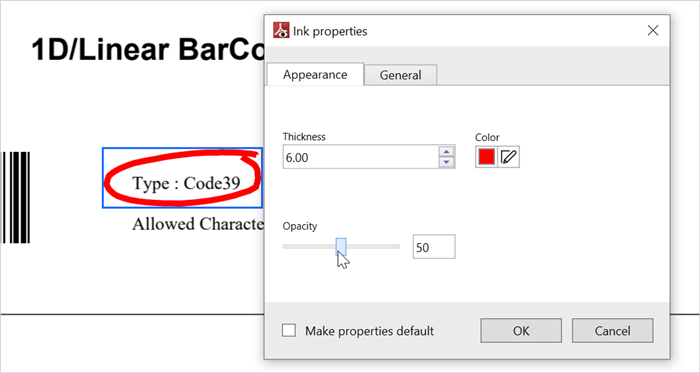 1D/Linear BarCo
Type : Code39
Allowed Characte
Ink properties
Appearance
General
Thickness
Color
6.00
Opacity
50
Make properties default
OK
Cancel